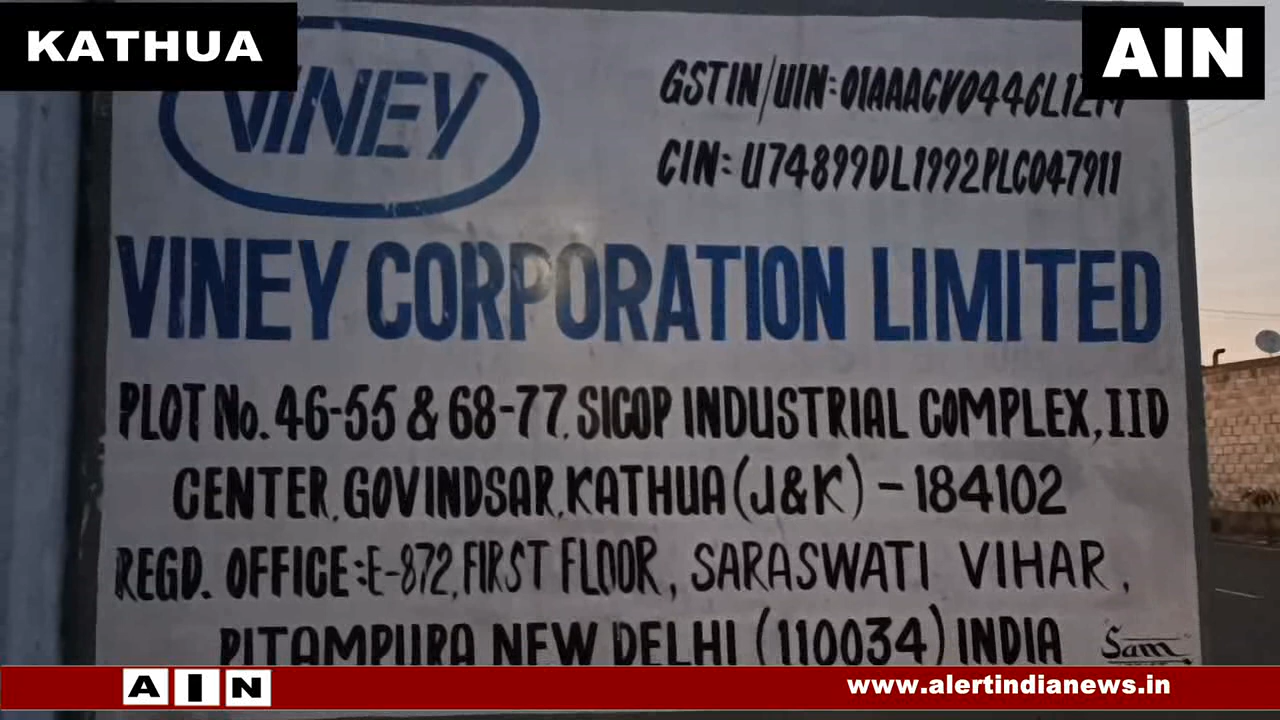 KATHUA
AIN
VINEY
GSTIN/UIN:01AAACV0446L1ZM
CIN: U74899DL1992PLC047911
VINEY CORPORATION LIMITED
PLOT No. 46-55 & 68-77, SICOP INDUSTRIAL COMPLEX, IID
CENTER, GOVINDSAR, KATHUA (J&K) – 184102
REGD. OFFICE:E-872, FIRST FLOOR, SARASWATI VIHAR,
PITAMPURA NEW DELHI (110034) INDIA
Sam
AIN
www.alertindianews.in